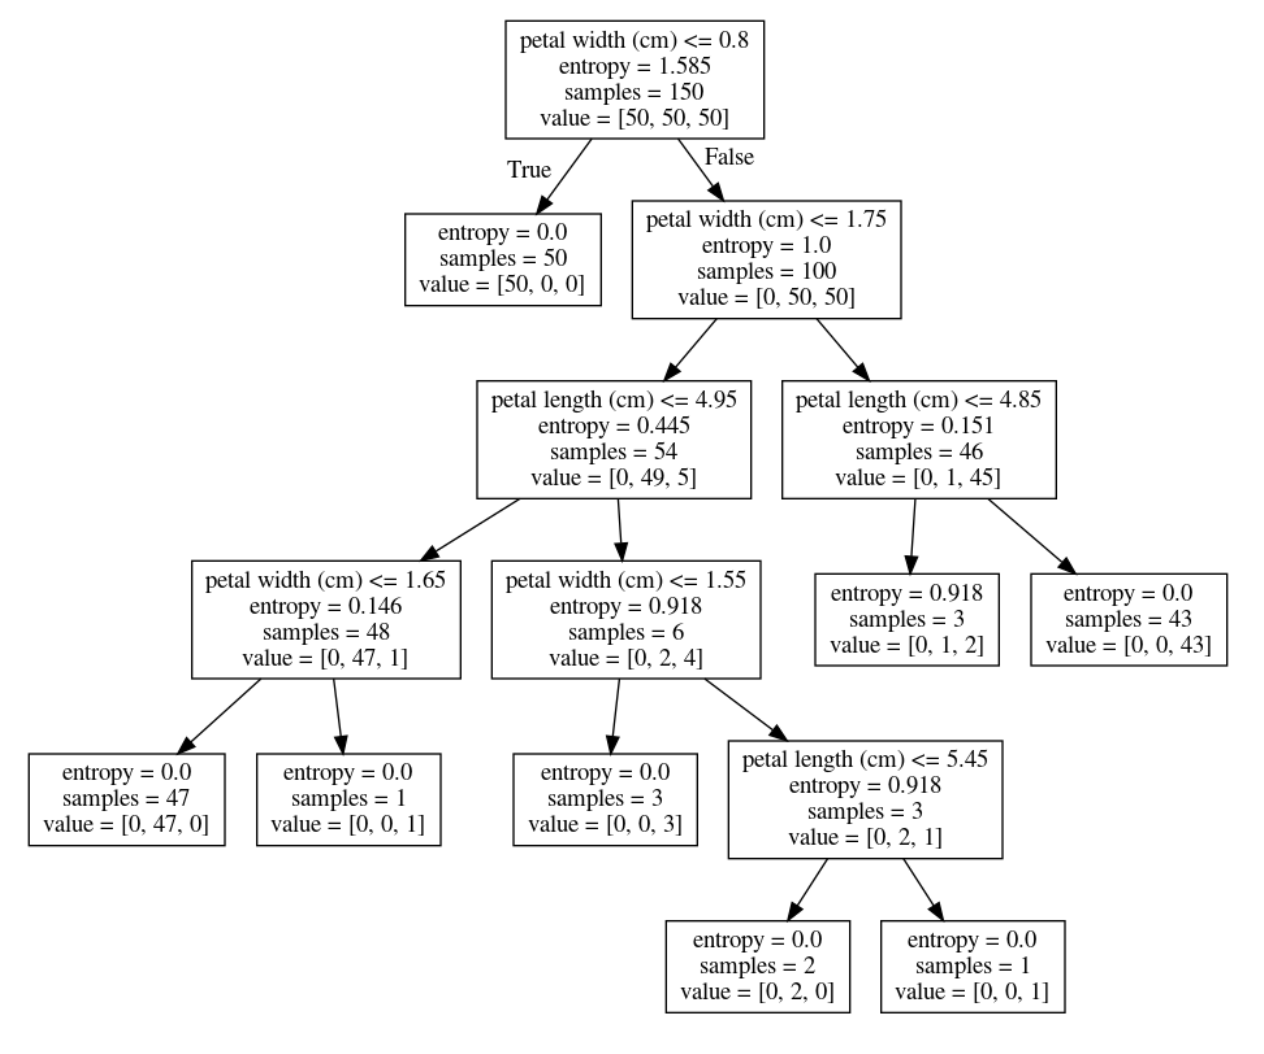 petal width (cm) <= 0.8
entropy = 1.585
samples = 150
value = [50, 50, 50]
True
False
entropy = 0.0
samples = 50
value = [50, 0, 0]
petal width (cm) <= 1.75
entropy = 1.0
samples = 100
value = [0, 50, 50]
petal length (cm) <= 4.95
entropy = 0.445
samples = 54
value = [0, 49, 5]
petal length (cm) <= 4.85
entropy = 0.151
samples = 46
value = [0, 1, 45]
petal width (cm) <= 1.65
entropy = 0.146
samples = 48
value = [0, 47, 1]
petal width (cm) <= 1.55
entropy = 0.918
samples = 6
value = [0, 2, 4]
entropy = 0.918
samples = 3
value = [0, 1, 2]
entropy = 0.0
samples = 43
value = [0, 0, 43]
entropy = 0.0
samples = 47
value = [0, 47, 0]
entropy = 0.0
samples = 1
value = [0, 0, 1]
entropy = 0.0
samples = 3
value = [0, 0, 3]
petal length (cm) <= 5.45
entropy = 0.918
samples = 3
value = [0, 2, 1]
entropy = 0.0
samples = 2
value = [0, 2, 0]
entropy = 0.0
samples = 1
value = [0, 0, 1]